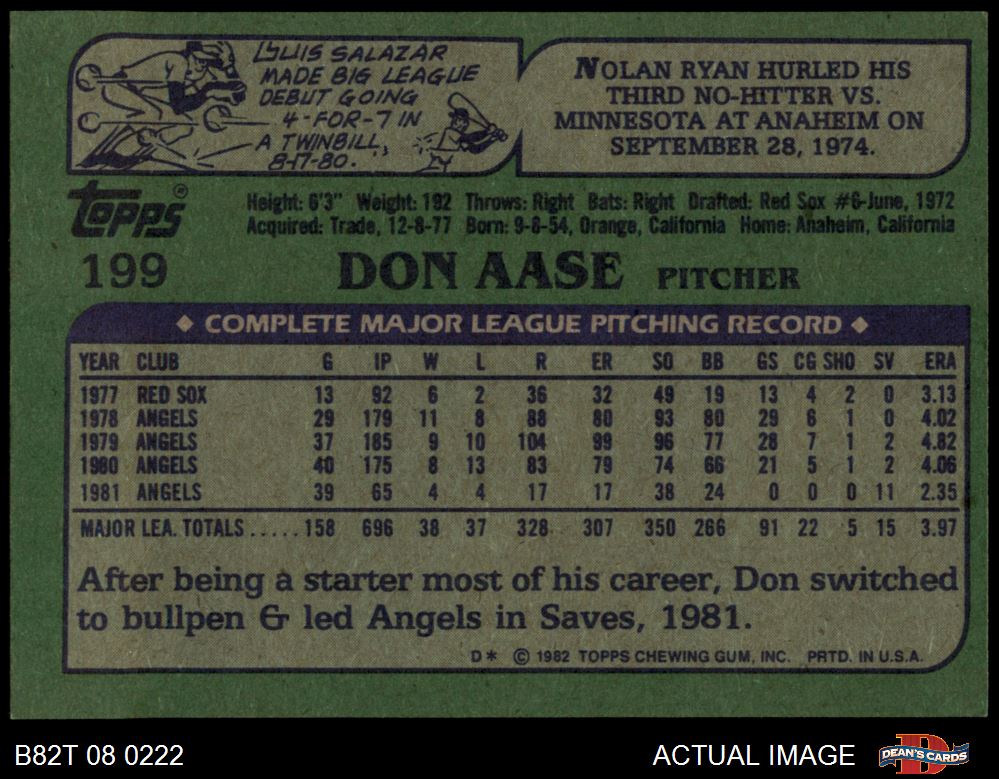 LUIS SALAZAR
MADE BIG LEAGUE
DEBUT GOING
4-FOR-7 IN
A TWINBILL,
8-17-80.
NOLAN RYAN HURLED HIS
THIRD NO-HITTER VS.
MINNESOTA AT ANAHEIM ON
SEPTEMBER 28, 1974.
Topps®
Height: 6'3" Weight: 192 Throws: Right Bats: Right Drafted: Red Sox #6-June, 1972
Acquired: Trade, 12-8-77 Born: 9-8-54, Orange, California Home: Anaheim, California
199 DON AASE PITCHER
◆ COMPLETE MAJOR LEAGUE PITCHING RECORD ◆
YEAR CLUB G IP W L R ER SO BB GS CG SHO SV ERA
1977 RED SOX 13 92 6 2 36 32 49 19 13 4 2 0 3.13
1978 ANGELS 29 179 11 8 88 80 93 80 29 6 1 0 4.02
1979 ANGELS 37 185 9 10 104 99 96 77 28 7 1 2 4.82
1980 ANGELS 40 175 8 13 83 79 74 66 21 5 1 2 4.06
1981 ANGELS 39 65 4 4 17 17 38 24 0 0 0 11 2.35
MAJOR LEA. TOTALS ..... 158 696 38 37 328 307 350 266 91 22 5 15 3.97
After being a starter most of his career, Don switched
to bullpen & led Angels in Saves, 1981.
D* © 1982 TOPPS CHEWING GUM, INC. PRTD. IN U.S.A.
B82T 08 0222 ACTUAL IMAGE DEAN'S CARDS